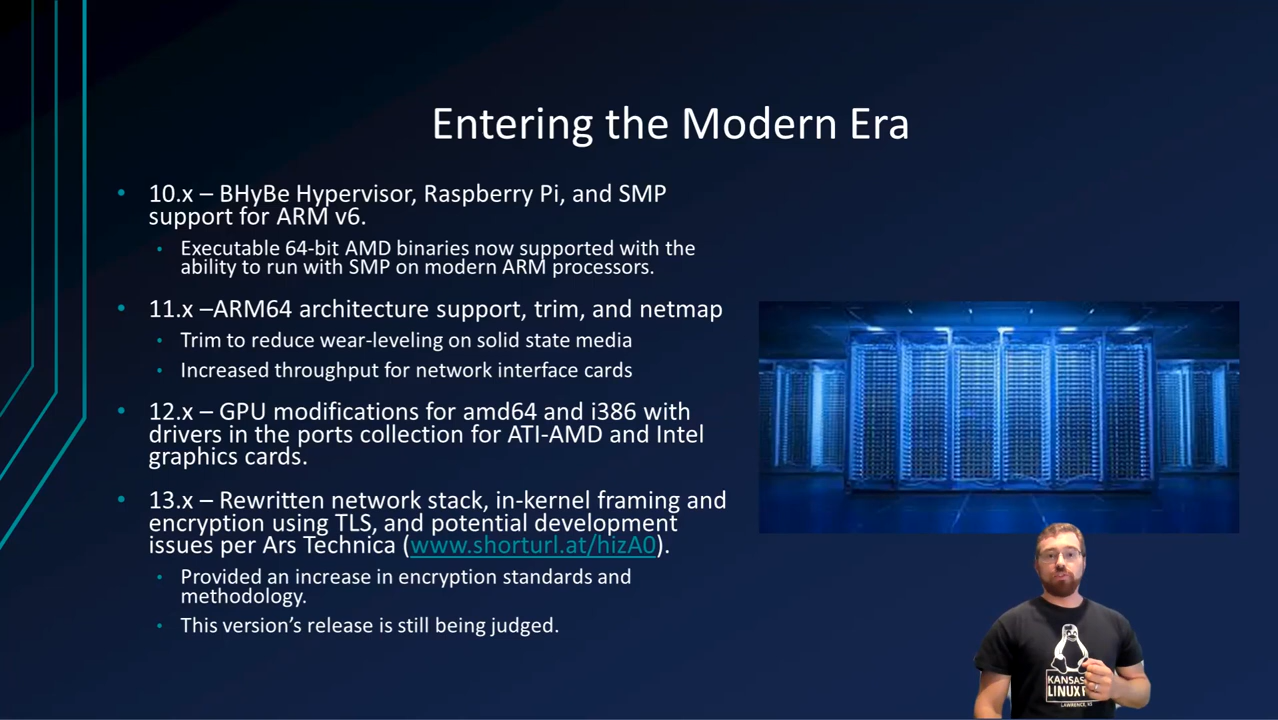 Entering the Modern Era
• 10.x – BHyBe Hypervisor, Raspberry Pi, and SMP
support for ARM v6.
• Executable 64-bit AMD binaries now supported with the
ability to run with SMP on modern ARM processors.
• 11.x –ARM64 architecture support, trim, and netmap
• Trim to reduce wear-leveling on solid state media
• Increased throughput for network interface cards
• 12.x – GPU modifications for amd64 and i386 with
drivers in the ports collection for ATI-AMD and Intel
graphics cards.
• 13.x – Rewritten network stack, in-kernel framing and
encryption using TLS, and potential development
issues per Ars Technica (www.shorturl.at/hizA0).
• Provided an increase in encryption standards and
methodology.
• This version's release is still being judged.
KANSAS
LINUX
LAWRENCE, KS